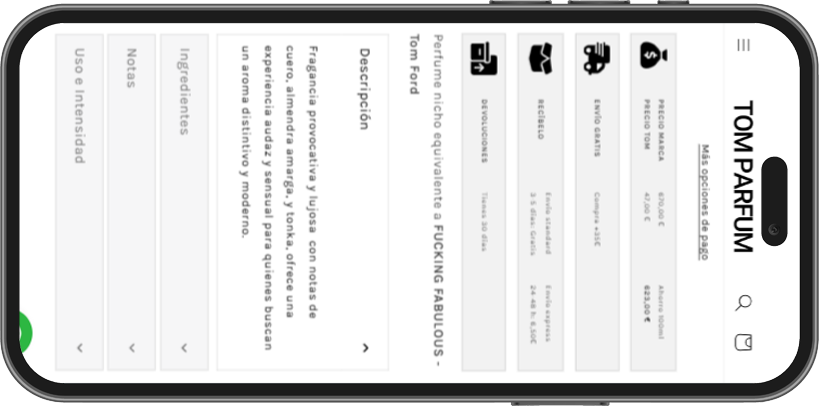 TOM PARFUM
Más opciones de pago
PRECIO MARCA 670,00 € Ahorro 100ml
PRECIO TOM 47,00 € 623,00 €
ENVÍO GRATIS Compra +35€
RECÍBELO Envío standard Envío express
3-5 días: Gratis 24-48 h: 6,50€
DEVOLUCIONES Tienes 30 días
Perfume nicho equivalente a FUCKING FABULOUS -
Tom Ford
Descripción
Fragancia provocativa y lujosa con notas de
cuero, almendra amarga, y tonka, ofrece una
experiencia audaz y sensual para quienes buscan
un aroma distintivo y moderno.
Ingredientes
Notas
Uso e Intensidad